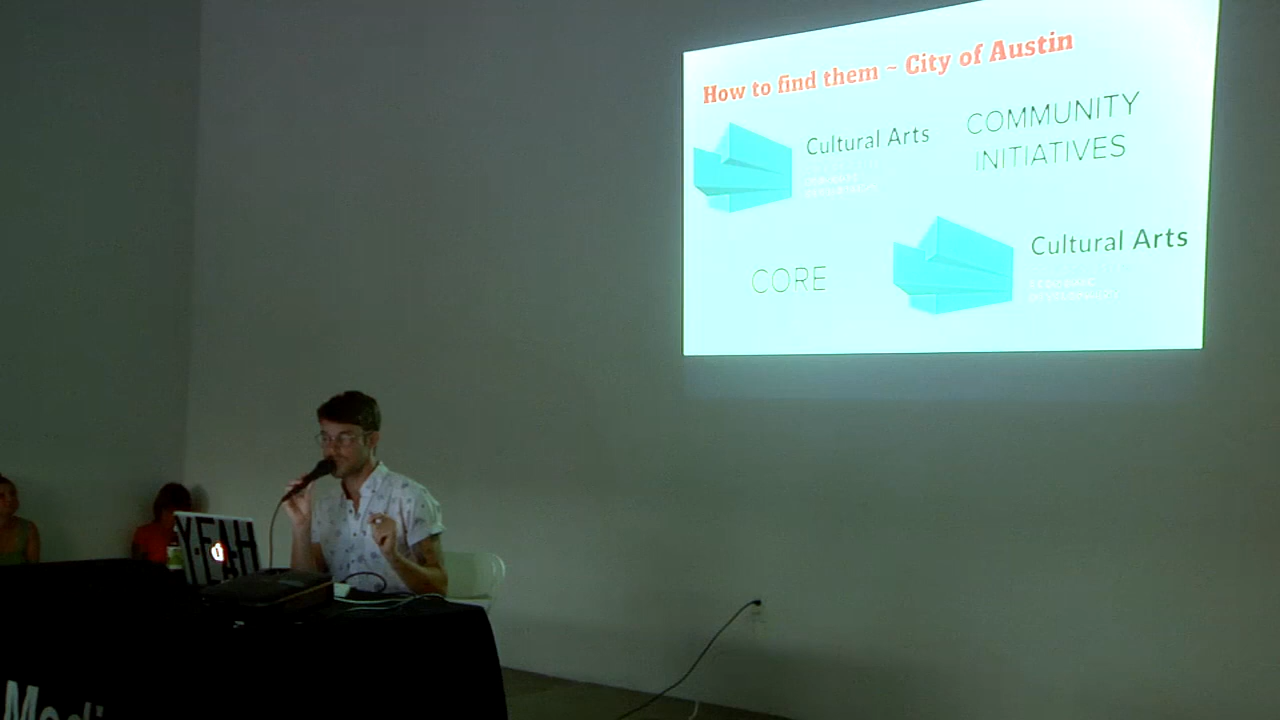 How to find them ~ City of Austin
Cultural Arts
COMMUNITY
INITIATIVES
CORE
Cultural Arts
YEAH